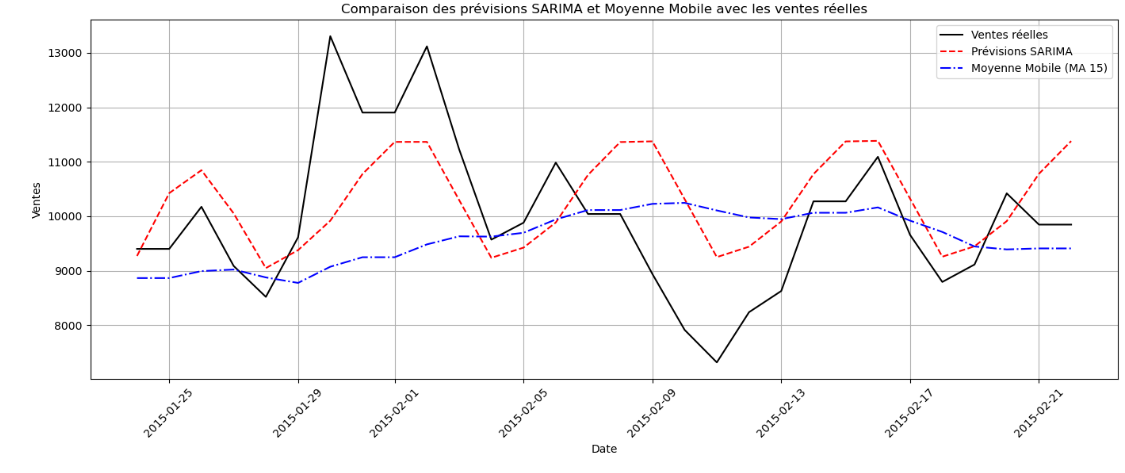 Comparaison des prévisions SARIMA et Moyenne Mobile avec les ventes réelles
Ventes réelles
Prévisions SARIMA
Moyenne Mobile (MA 15)
13000
12000
11000
10000
9000
8000
Ventes
2015-01-25
2015-01-29
2015-02-01
2015-02-05
2015-02-09
2015-02-13
2015-02-17
2015-02-21
Date